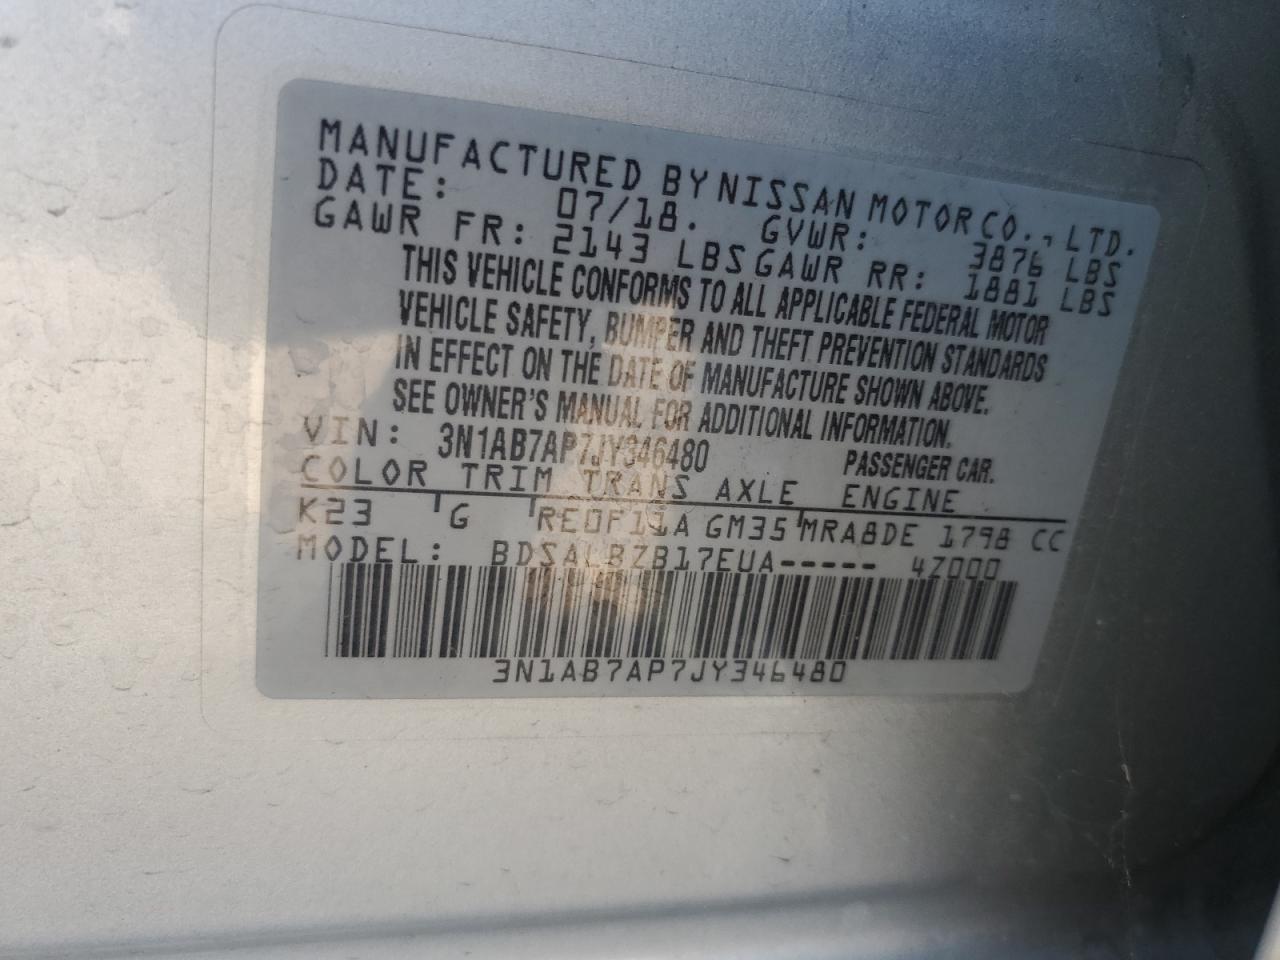 MANUFACTURED BY NISSAN MOTOR CO., LTD.
DATE: 07/18. GVWR: 3876 LBS
GAWR FR: 2143 LBS GAWR RR: 1881 LBS
THIS VEHICLE CONFORMS TO ALL APPLICABLE FEDERAL MOTOR
VEHICLE SAFETY, BUMPER AND THEFT PREVENTION STANDARDS
IN EFFECT ON THE DATE OF MANUFACTURE SHOWN ABOVE.
SEE OWNER'S MANUAL FOR ADDITIONAL INFORMATION.
VIN: 3N1AB7AP7JY346480 PASSENGER CAR.
COLOR TRIM TRANS AXLE ENGINE
K23 G RE0F11A GM35 MRA8DE 1798 CC
MODEL: BDSALBZB17EUA----- 4Z000
3N1AB7AP7JY346480